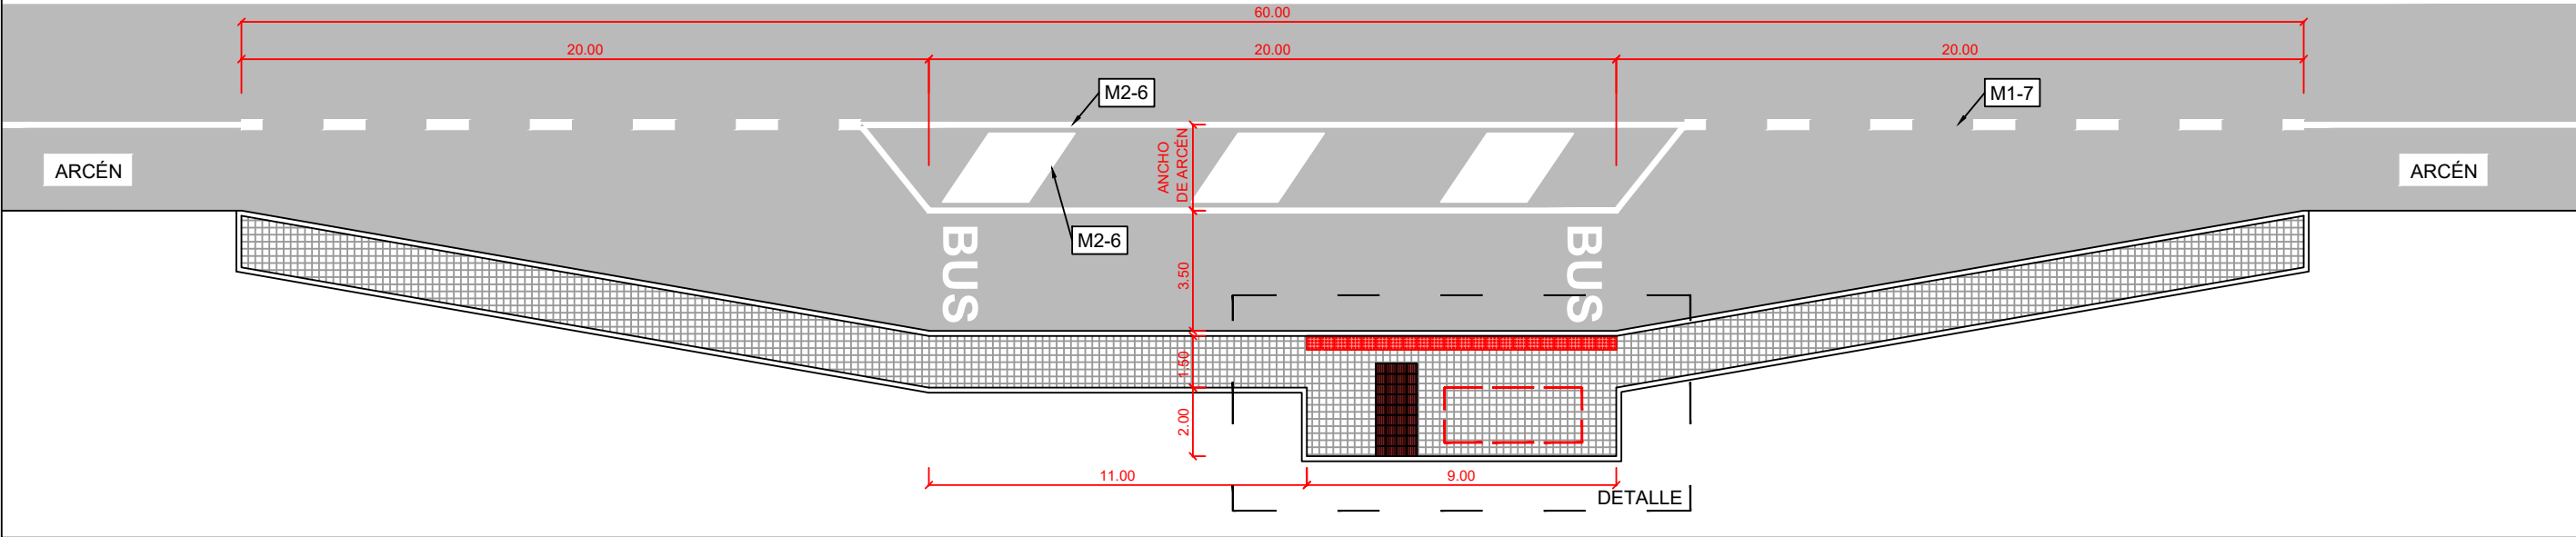 60.00
20.00
20.00
20.00
M2-6
M1-7
ARCÉN
ANCHO
DE ARCÉN
ARCÉN
M2-6
BUS
BUS
3.50
1.50
2.00
11.00
9.00
DETALLE